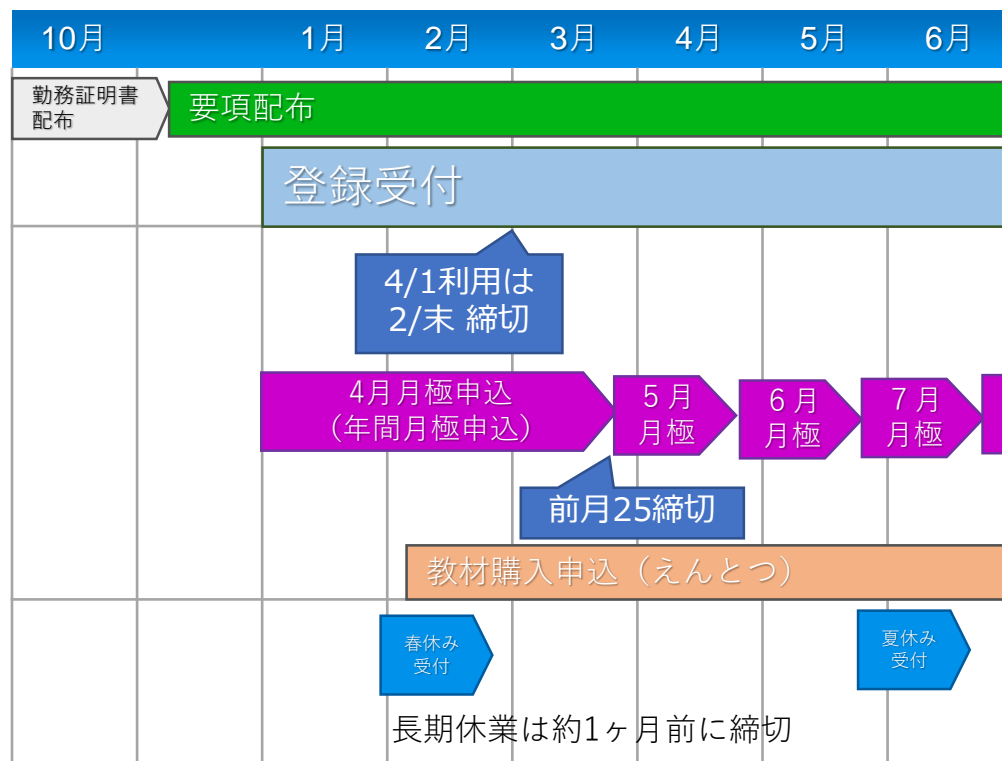 10月 1月 2月 3月 4月 5月 6月
勤務証明書
配布
要項配布
登録受付
4/1利用は
2/末 締切
4月月極申込
（年間月極申込）
5月
月極
6月
月極
7月
月極
前月25締切
教材購入申込（えんとつ）
春休み
受付
夏休み
受付
長期休業は約1ヶ月前に締切